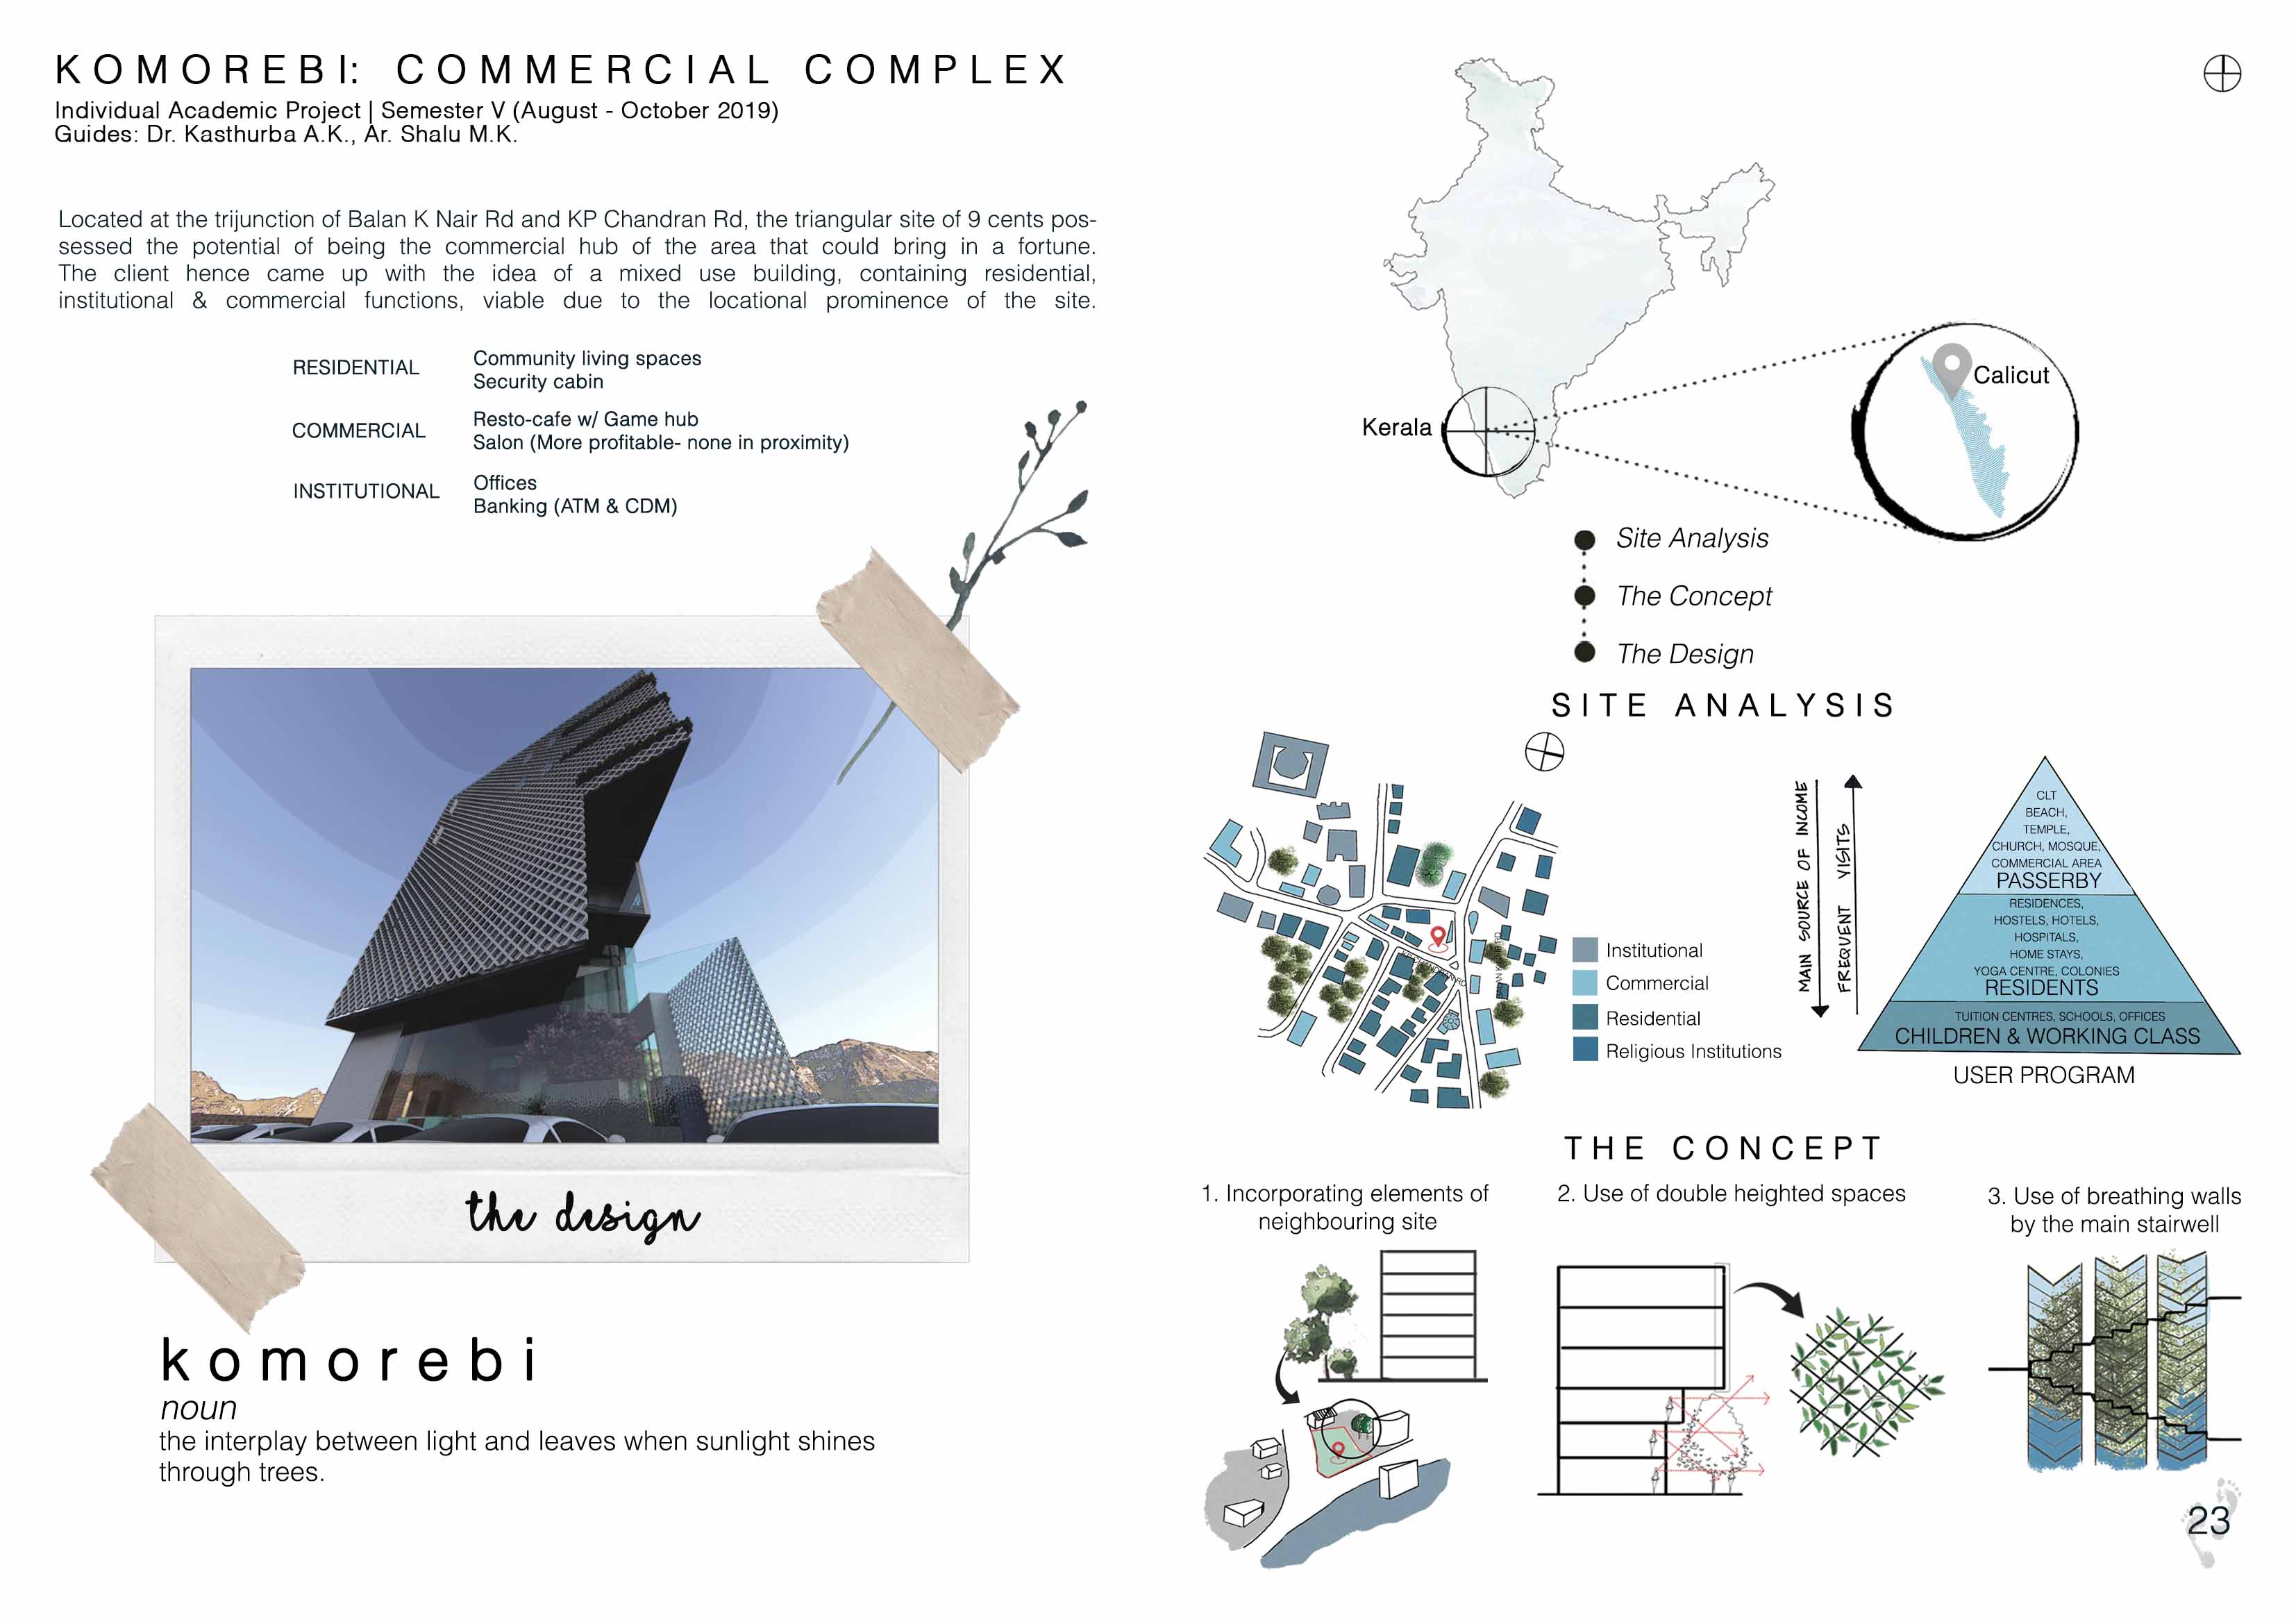 KOMOREBI: COMMERCIAL COMPLEX
Individual Academic Project | Semester V (August - October 2019)
Guides: Dr. Kasthurba A.K., Ar. Shalu M.K.
Located at the trijunction of Balan K Nair Rd and KP Chandran Rd, the triangular site of 9 cents pos-
sessed the potential of being the commercial hub of the area that could bring in a fortune.
The client hence came up with the idea of a mixed use building, containing residential,
institutional & commercial functions, viable due to the locational prominence of the site.
RESIDENTIAL
Community living spaces
Security cabin
COMMERCIAL
Resto-cafe w/ Game hub
Salon (More profitable- none in proximity)
INSTITUTIONAL
Offices
Banking (ATM & CDM)
the design
komorebi
noun
the interplay between light and leaves when sunlight shines
through trees.
Kerala
Calicut
Site Analysis
The Concept
The Design
SITE ANALYSIS
Institutional
Commercial
Residential
Religious Institutions
MAIN SOURCE OF INCOME
FREQUENT VISITS
CLT
BEACH,
TEMPLE,
CHURCH, MOSQUE,
COMMERCIAL AREA
PASSERBY
RESIDENCES,
HOSTELS, HOTELS,
HOSPITALS,
HOME STAYS,
YOGA CENTRE, COLONIES
RESIDENTS
TUITION CENTRES, SCHOOLS, OFFICES
CHILDREN & WORKING CLASS
USER PROGRAM
THE CONCEPT
1. Incorporating elements of
neighbouring site
2. Use of double heighted spaces
3. Use of breathing walls
by the main stairwell
23